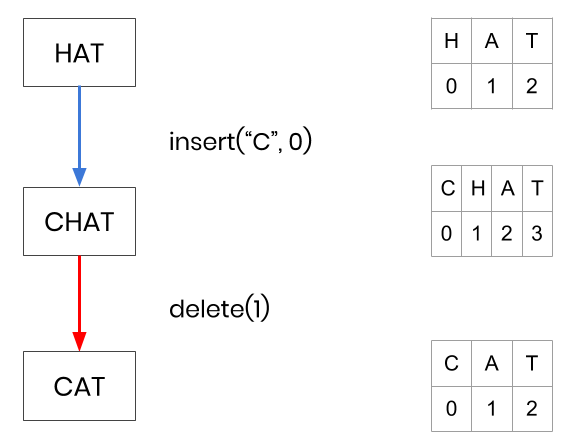 HAT
H A T
0 1 2
insert(“C”, 0)
CHAT
C H A T
0 1 2 3
delete(1)
CAT
C A T
0 1 2